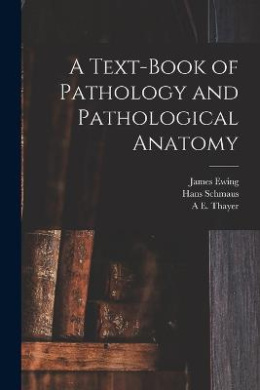 A Text-Book of
Pathology and
Pathological
Anatomy
James Ewing
Hans Schmaus
A E. Thayer